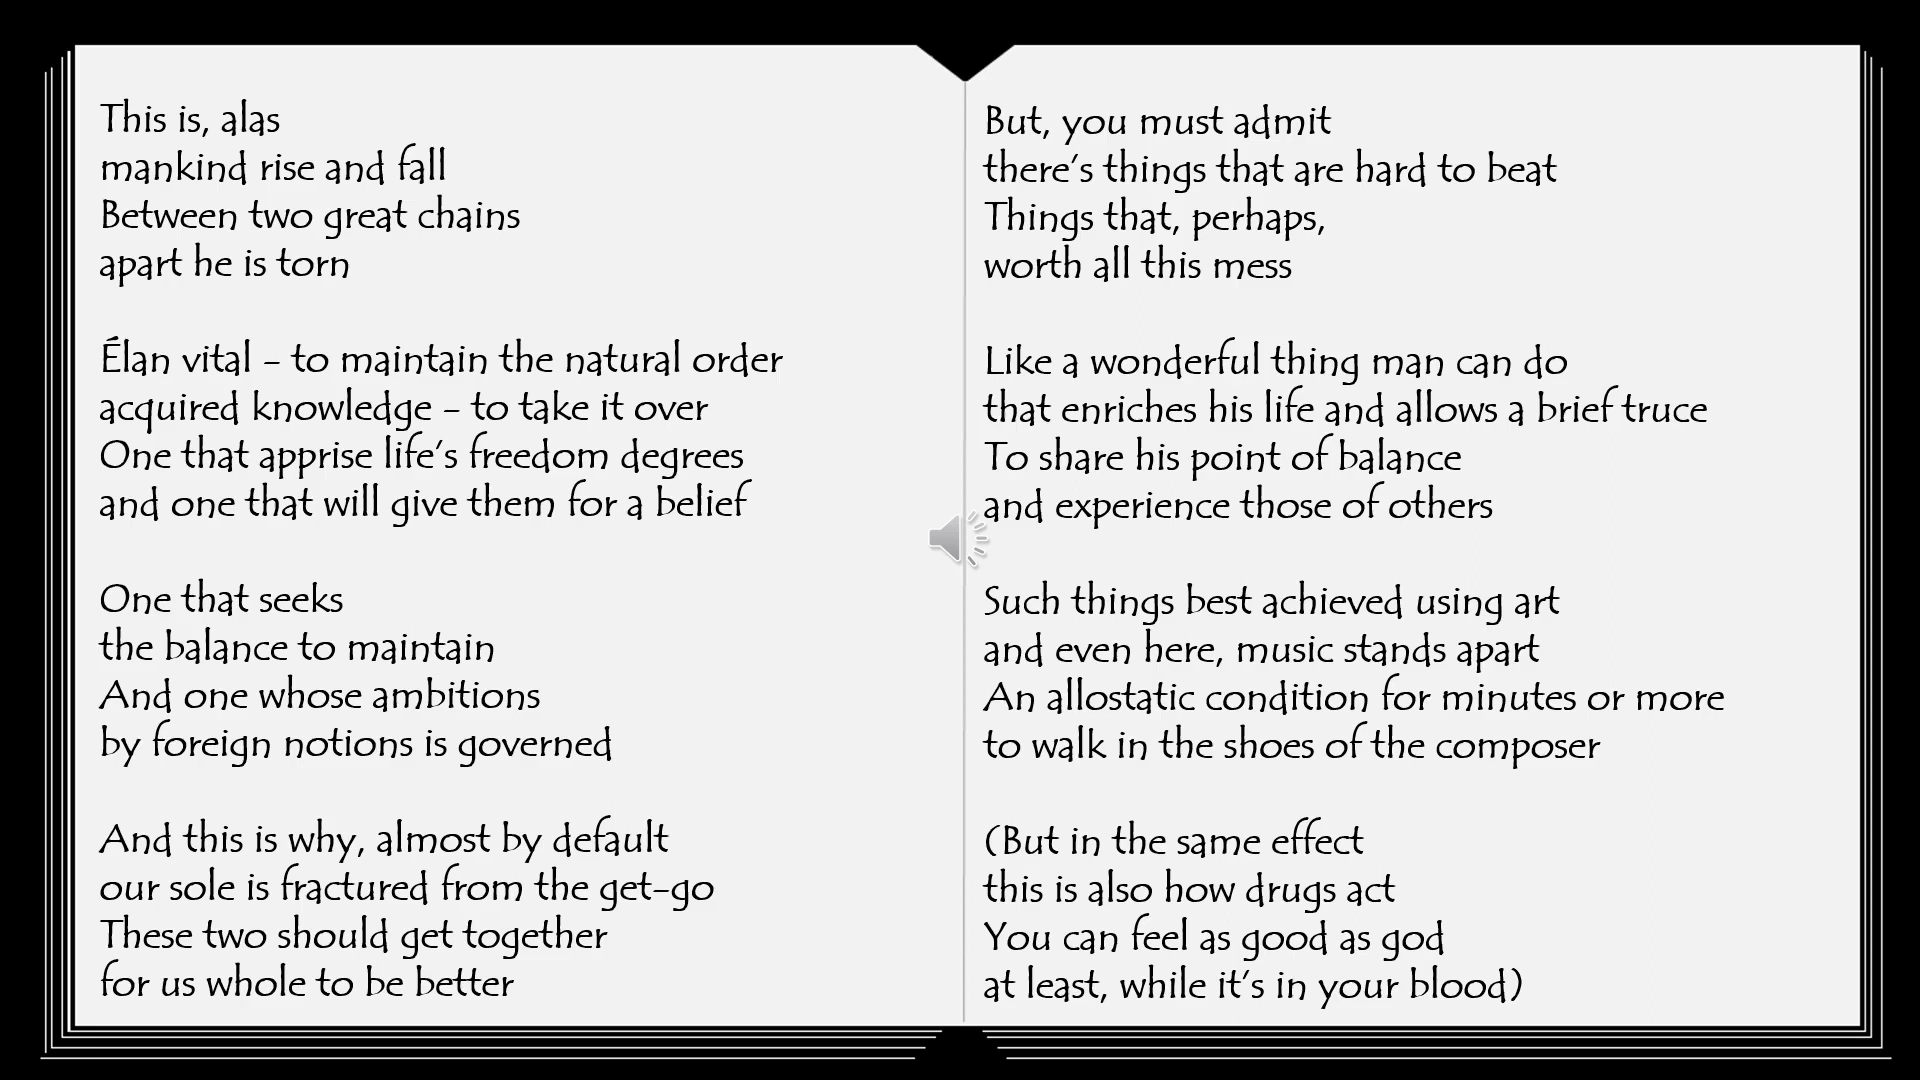 This is, alas
mankind rise and fall
Between two great chains
apart he is torn
Élan vital – to maintain the natural order
acquired knowledge – to take it over
One that apprise life's freedom degrees
and one that will give them for a belief
One that seeks
the balance to maintain
And one whose ambitions
by foreign notions is governed
And this is why, almost by default
our sole is fractured from the get-go
These two should get together
for us whole to be better
But, you must admit
there's things that are hard to beat
Things that, perhaps,
worth all this mess
Like a wonderful thing man can do
that enriches his life and allows a brief truce
To share his point of balance
and experience those of others
Such things best achieved using art
and even here, music stands apart
An allostatic condition for minutes or more
to walk in the shoes of the composer
(But in the same effect
this is also how drugs act
You can feel as good as god
at least, while it's in your blood)